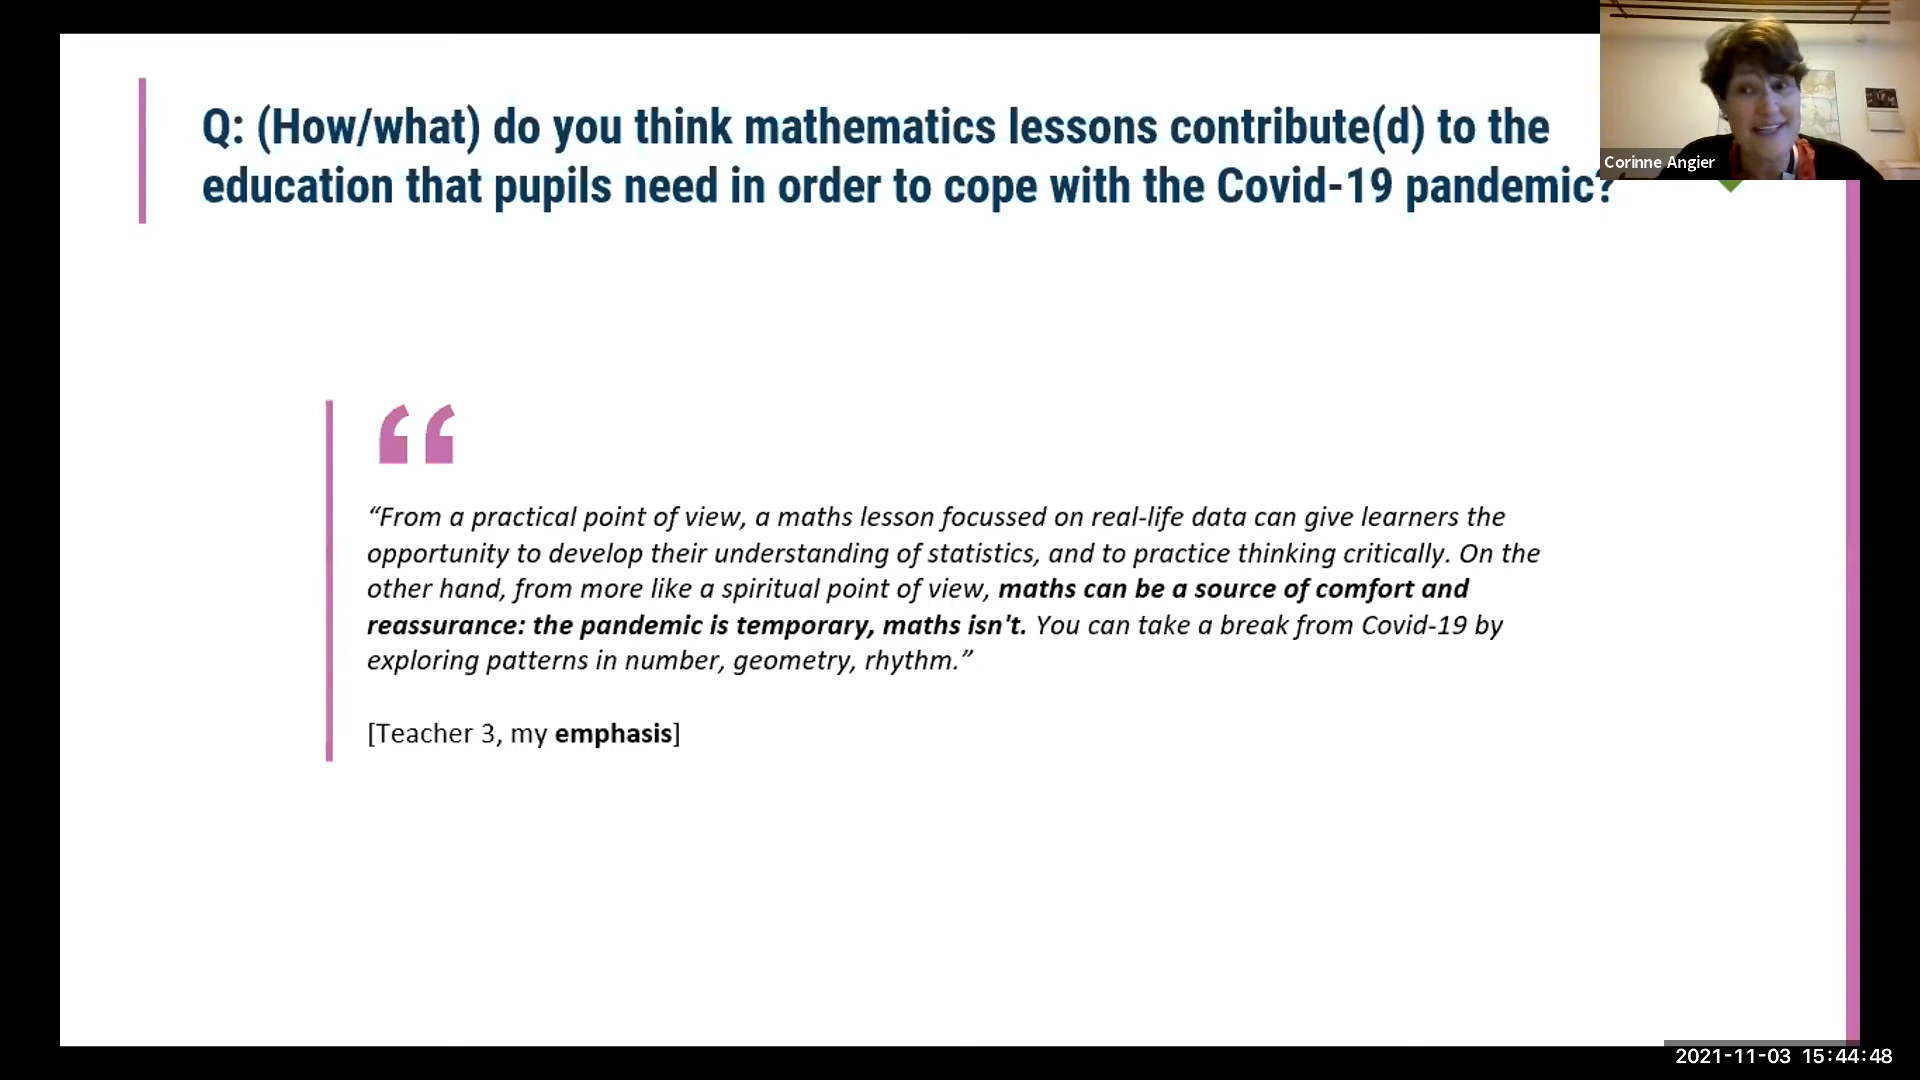 Q: (How/what) do you think mathematics lessons contribute(d) to the
education that pupils need in order to cope with the Covid-19 pandemic?
Corinne Angier
“
“From a practical point of view, a maths lesson focussed on real-life data can give learners the
opportunity to develop their understanding of statistics, and to practice thinking critically. On the
other hand, from more like a spiritual point of view, maths can be a source of comfort and
reassurance: the pandemic is temporary, maths isn't. You can take a break from Covid-19 by
exploring patterns in number, geometry, rhythm.”
[Teacher 3, my emphasis]
2021-11-03 15:44:48